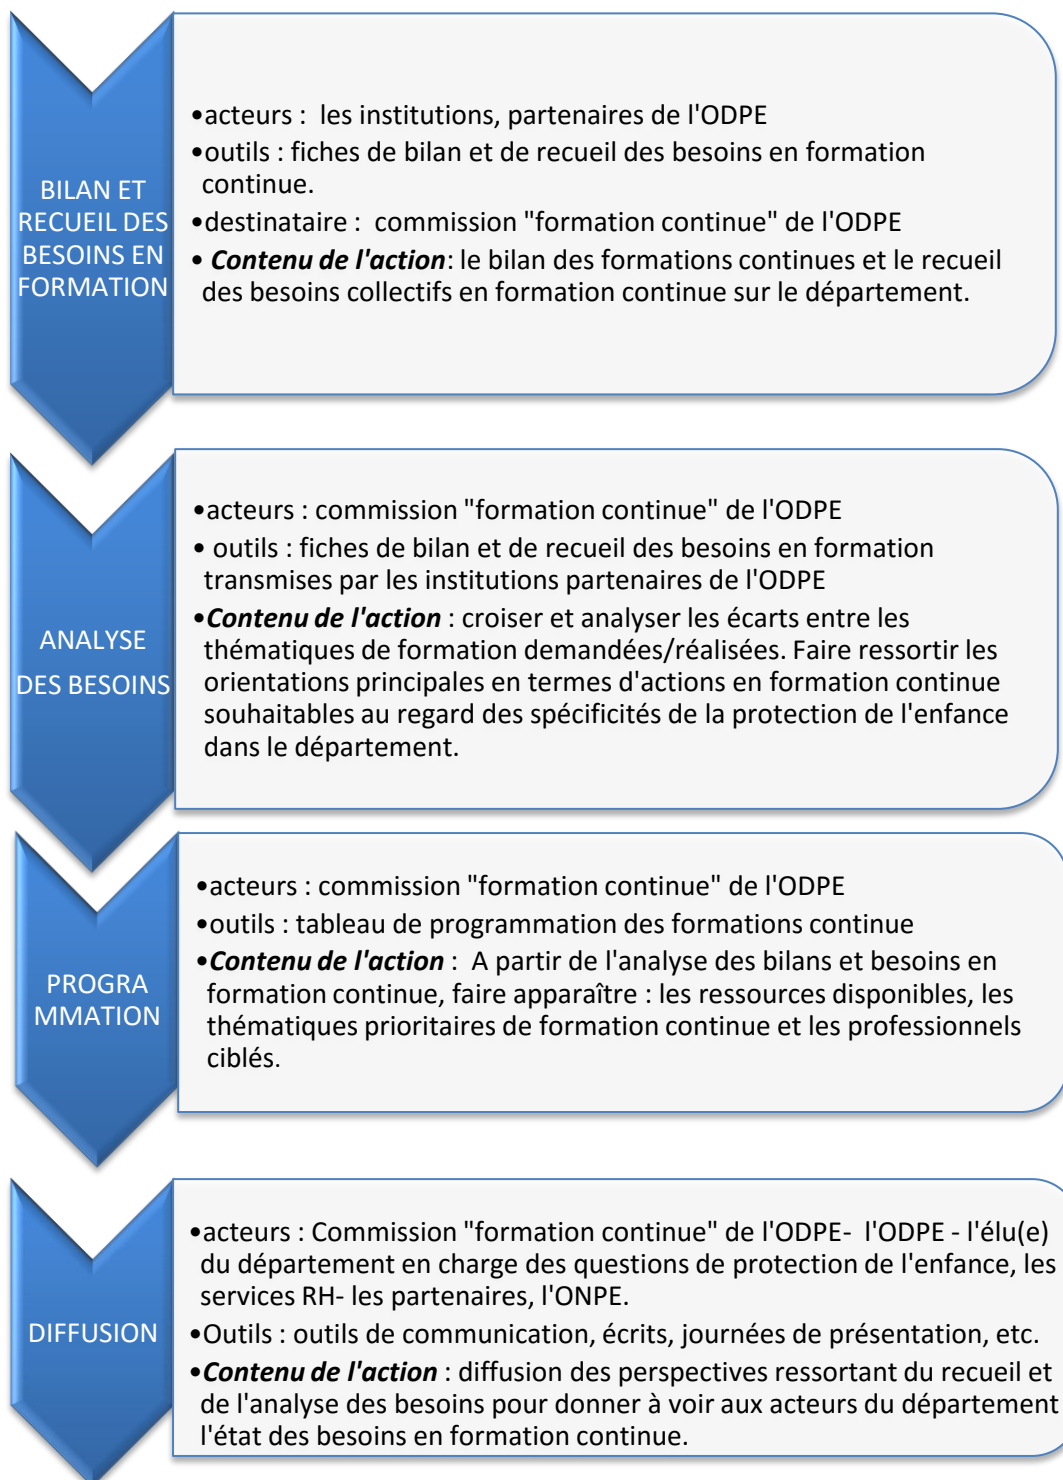 BILAN ET
RECUEIL DES
BESOINS EN
FORMATION
•acteurs : les institutions, partenaires de l'ODPE
•outils : fiches de bilan et de recueil des besoins en formation
continue.
•destinataire : commission "formation continue" de l'ODPE
• Contenu de l'action: le bilan des formations continues et le recueil
des besoins collectifs en formation continue sur le département.
ANALYSE
DES BESOINS
•acteurs : commission "formation continue" de l'ODPE
• outils : fiches de bilan et de recueil des besoins en formation
transmises par les institutions partenaires de l'ODPE
•Contenu de l'action : croiser et analyser les écarts entre les
thématiques de formation demandées/réalisées. Faire ressortir les
orientations principales en termes d'actions en formation continue
souhaitables au regard des spécificités de la protection de l'enfance
dans le département.
PROGRA
MMATION
•acteurs : commission "formation continue" de l'ODPE
•outils : tableau de programmation des formations continue
•Contenu de l'action : A partir de l'analyse des bilans et besoins en
formation continue, faire apparaître : les ressources disponibles, les
thématiques prioritaires de formation continue et les professionnels
ciblés.
DIFFUSION
•acteurs : Commission "formation continue" de l'ODPE- l'ODPE - l'élu(e)
du département en charge des questions de protection de l'enfance, les
services RH- les partenaires, l'ONPE.
•Outils : outils de communication, écrits, journées de présentation, etc.
•Contenu de l'action : diffusion des perspectives ressortant du recueil et
de l'analyse des besoins pour donner à voir aux acteurs du département
l'état des besoins en formation continue.